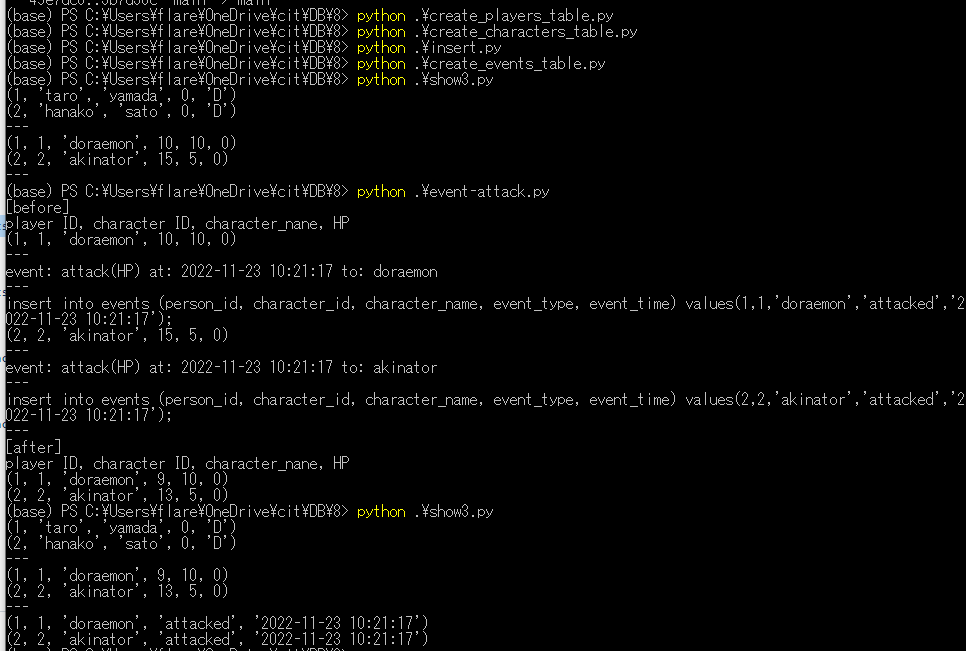 (base) PS C:¥Users¥flare¥OneDrive¥cit¥DB¥8> python .¥create_players_table.py
(base) PS C:¥Users¥flare¥OneDrive¥cit¥DB¥8> python .¥create_characters_table.py
(base) PS C:¥Users¥flare¥OneDrive¥cit¥DB¥8> python .¥insert.py
(base) PS C:¥Users¥flare¥OneDrive¥cit¥DB¥8> python .¥create_events_table.py
(base) PS C:¥Users¥flare¥OneDrive¥cit¥DB¥8> python .¥show3.py
(1, 'taro', 'yamada', 0, 'D')
(2, 'hanako', 'sato', 0, 'D')
---
(1, 1, 'doraemon', 10, 10, 0)
(2, 2, 'akinator', 15, 5, 0)
---
(base) PS C:¥Users¥flare¥OneDrive¥cit¥DB¥8> python .¥event-attack.py
[before]
player ID, character ID, character_nane, HP
(1, 1, 'doraemon', 10, 10, 0)
---
event: attack(HP) at: 2022-11-23 10:21:17 to: doraemon
---
insert into events (person_id, character_id, character_name, event_type, event_time) values(1,1,'doraemon','attacked','2
022-11-23 10:21:17');
(2, 2, 'akinator', 15, 5, 0)
---
event: attack(HP) at: 2022-11-23 10:21:17 to: akinator
---
insert into events (person_id, character_id, character_name, event_type, event_time) values(2,2,'akinator','attacked','2
022-11-23 10:21:17');
---
[after]
player ID, character ID, character_nane, HP
(1, 1, 'doraemon', 9, 10, 0)
(2, 2, 'akinator', 13, 5, 0)
(base) PS C:¥Users¥flare¥OneDrive¥cit¥DB¥8> python .¥show3.py
(1, 'taro', 'yamada', 0, 'D')
(2, 'hanako', 'sato', 0, 'D')
---
(1, 1, 'doraemon', 9, 10, 0)
(2, 2, 'akinator', 13, 5, 0)
---
(1, 1, 'doraemon', 'attacked', '2022-11-23 10:21:17')
(2, 2, 'akinator', 'attacked', '2022-11-23 10:21:17')